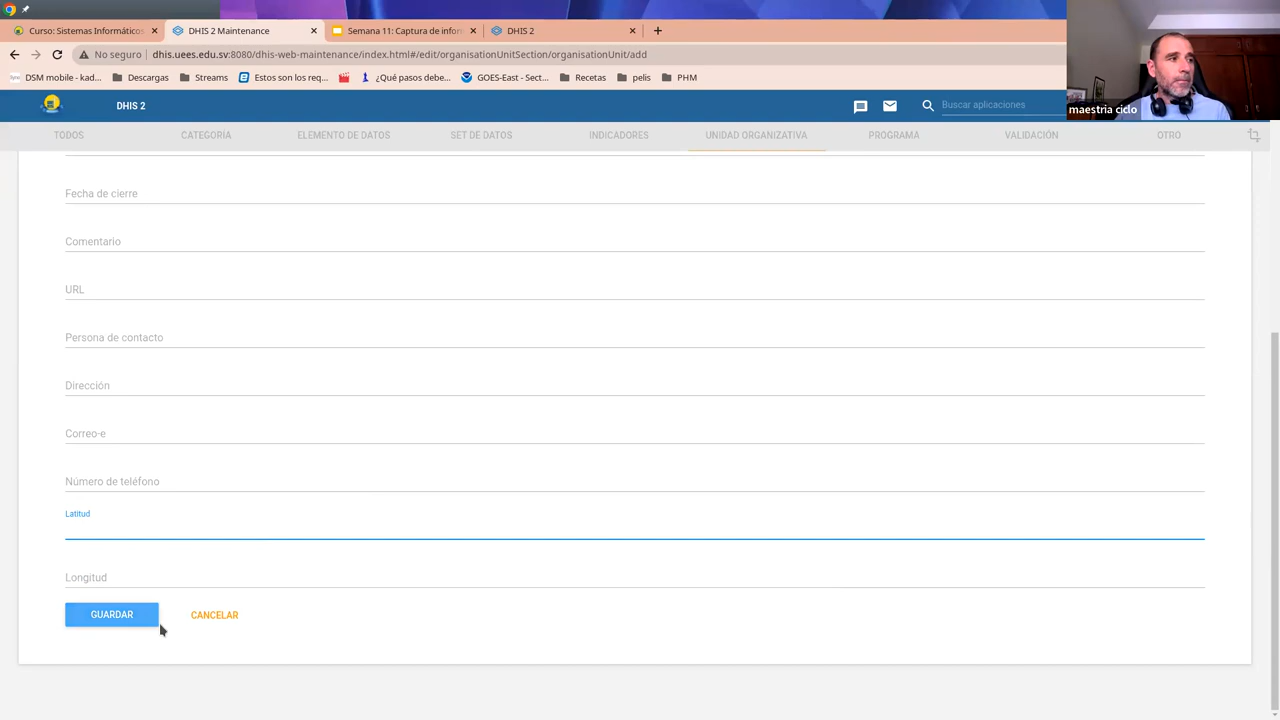 Curso: Sistemas Informáticos
DHIS 2 Maintenance
Semana 11: Captura de infor
DHIS 2
No seguro
dhis.uees.edu.sv:8080/dhis-web-maintenance/index.html#/edit/organisationUnitSection/organisationUnit/add
DSM mobile - kad...
Descargas
Streams
Estos son los req...
¿Qué pasos debe...
GOES-East - Sect...
Recetas
pelis
PHM
maestria ciclo
DHIS 2
Buscar aplicaciones
TODOS
CATEGORÍA
ELEMENTO DE DATOS
SET DE DATOS
INDICADORES
UNIDAD ORGANIZATIVA
PROGRAMA
VALIDACIÓN
OTRO
Fecha de cierre
Comentario
URL
Persona de contacto
Dirección
Correo-e
Número de teléfono
Latitud
Longitud
GUARDAR
CANCELAR